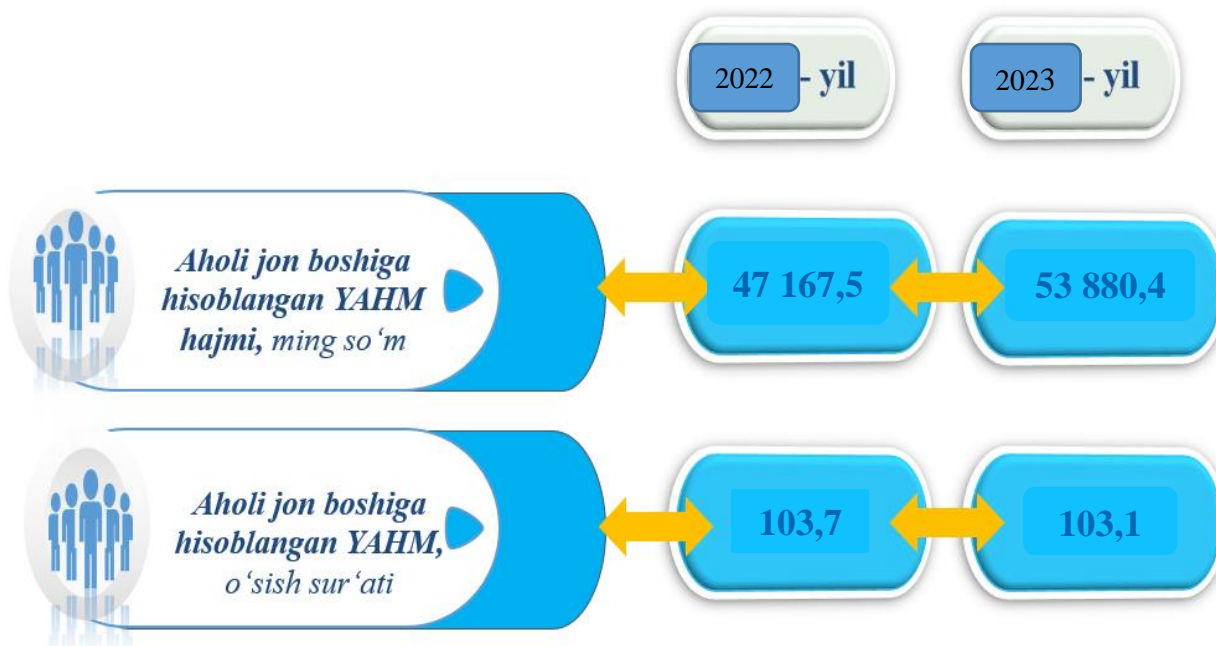 2022 - yil 2023 - yil
Aholi jon boshiga
hisoblangan YAHM
hajmi, ming so‘m
47 167,5 53 880,4
Aholi jon boshiga
hisoblangan YAHM,
o‘sish sur‘ati
103,7 103,1